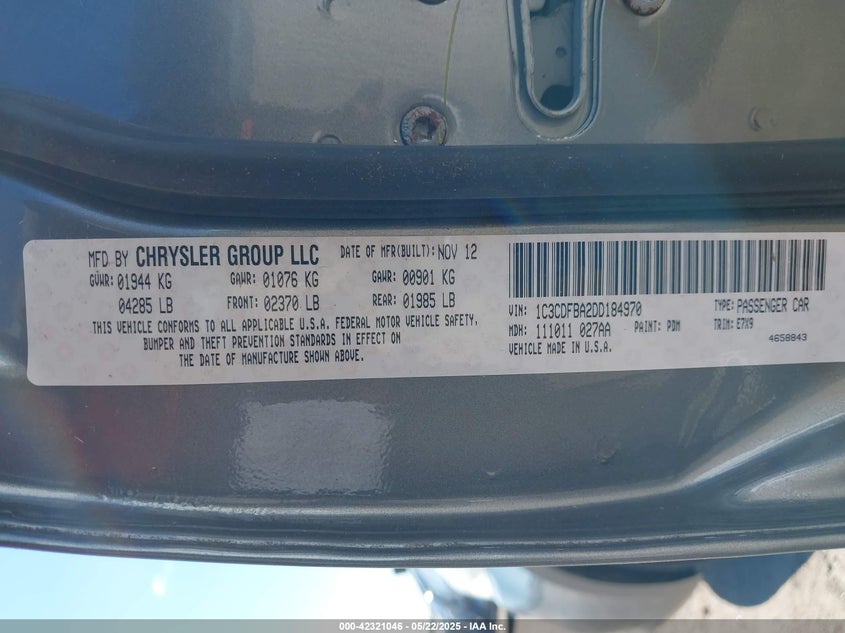 MFD BY CHRYSLER GROUP LLC DATE OF MFR(BUILT): NOV 12
GVWR: 01944 KG GAWR: 01076 KG GAWR: 00901 KG
04285 LB FRONT: 02370 LB REAR: 01985 LB
THIS VEHICLE CONFORMS TO ALL APPLICABLE U.S.A. FEDERAL MOTOR VEHICLE SAFETY,
BUMPER AND THEFT PREVENTION STANDARDS IN EFFECT ON
THE DATE OF MANUFACTURE SHOWN ABOVE.
VIN: 1C3CDFBA2DD184970 TYPE: PASSENGER CAR
MDH: 111011 027AA PAINT: PDM TRIM: E7X9
VEHICLE MADE IN U.S.A. 4658843
000-42321046 - 05/22/2025 - IAA Inc.